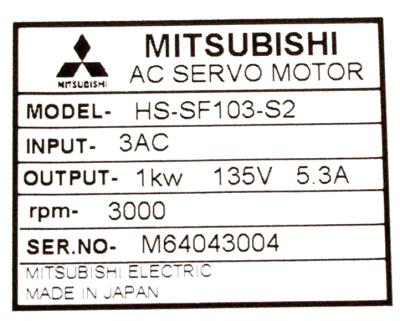 MITSUBISHI
MITSUBISHI
AC SERVO MOTOR
MODEL- HS-SF103-S2
INPUT- 3AC
OUTPUT- 1kw 135V 5.3A
rpm- 3000
SER.NO- M64043004
MITSUBISHI ELECTRIC
MADE IN JAPAN